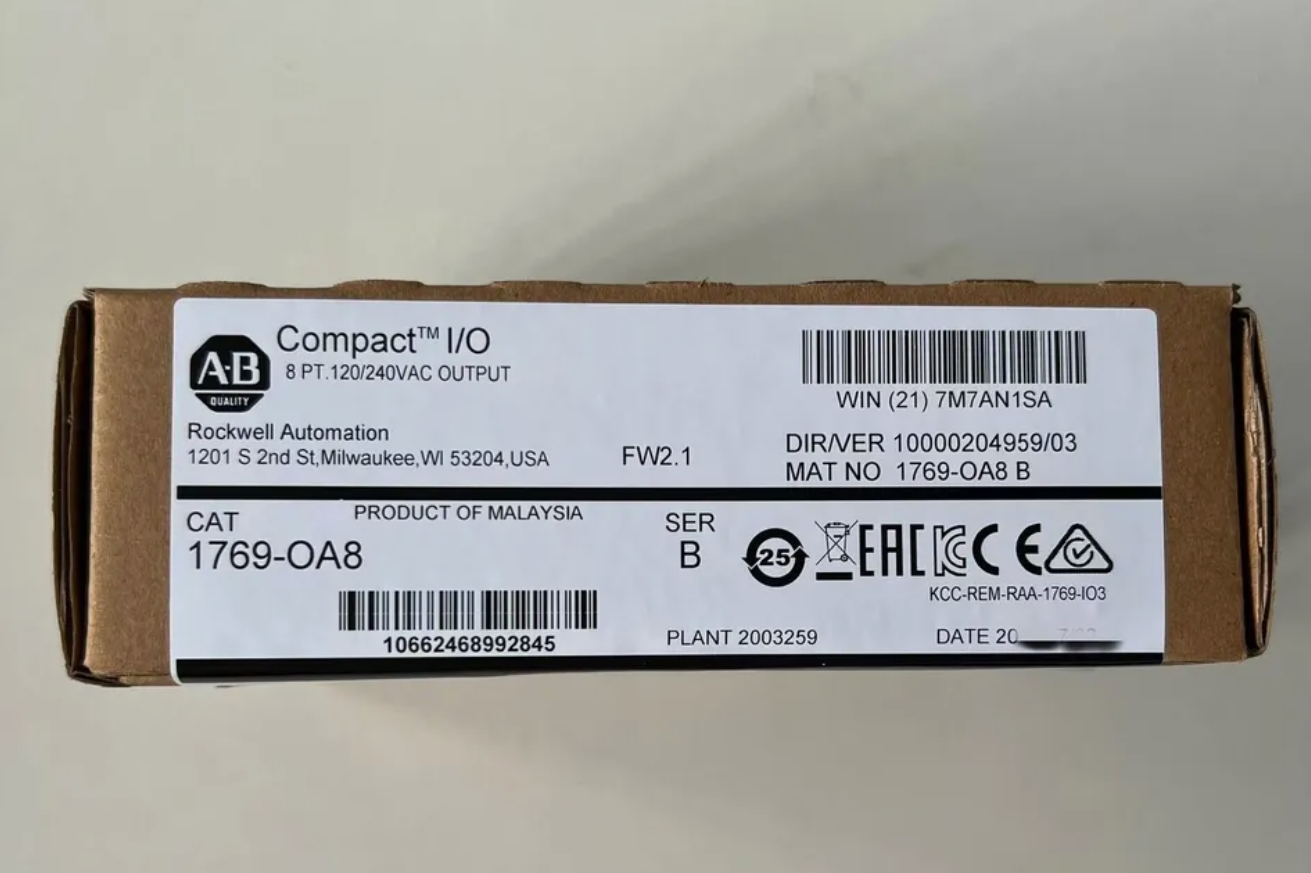 A·B
QUALITY
Compact™ I/O
8 PT.120/240VAC OUTPUT
Rockwell Automation
1201 S 2nd St,Milwaukee,WI 53204,USA
FW2.1
WIN (21) 7M7AN1SA
DIR/VER 10000204959/03
MAT NO 1769-OA8 B
CAT
1769-OA8
PRODUCT OF MALAYSIA
SER
B
25
EAC
KC
CE
KCC-REM-RAA-1769-IO3
10662468992845
PLANT 2003259
DATE 20